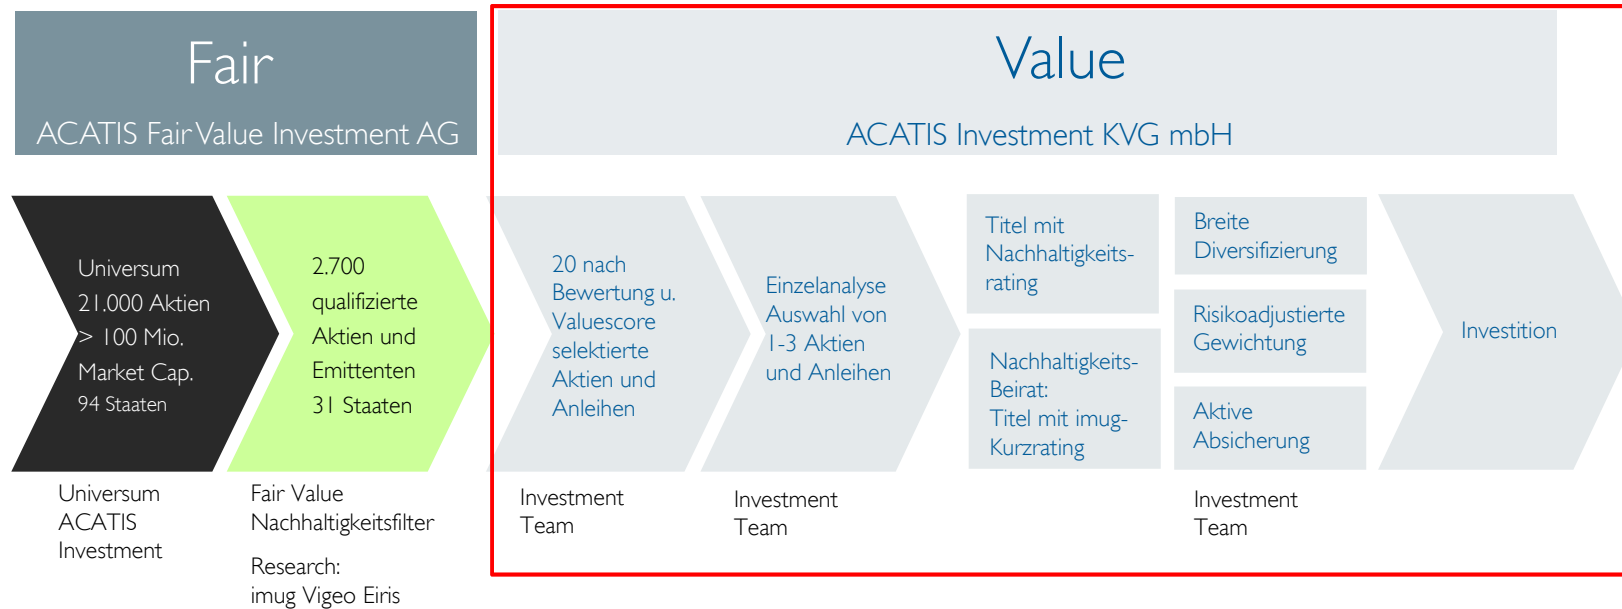 Fair
ACATIS Fair Value Investment AG
Value
ACATIS Investment KVG mbH
Universum
21.000 Aktien
> 100 Mio.
Market Cap.
94 Staaten
2.700
qualifizierte
Aktien und
Emittenten
31 Staaten
20 nach
Bewertung u.
Valuescore
selektierte
Aktien und
Anleihen
Einzelanalyse
Auswahl von
1-3 Aktien
und Anleihen
Titel mit
Nachhaltigkeits-
rating
Nachhaltigkeits-
Beirat:
Titel mit imug-
Kurzrating
Breite
Diversifizierung
Risikoadjustierte
Gewichtung
Aktive
Absicherung
Investition
Universum
ACATIS
Investment
Fair Value
Nachhaltigkeitsfilter
Research:
imug Vigeo Eiris
Investment
Team
Investment
Team
Investment
Team